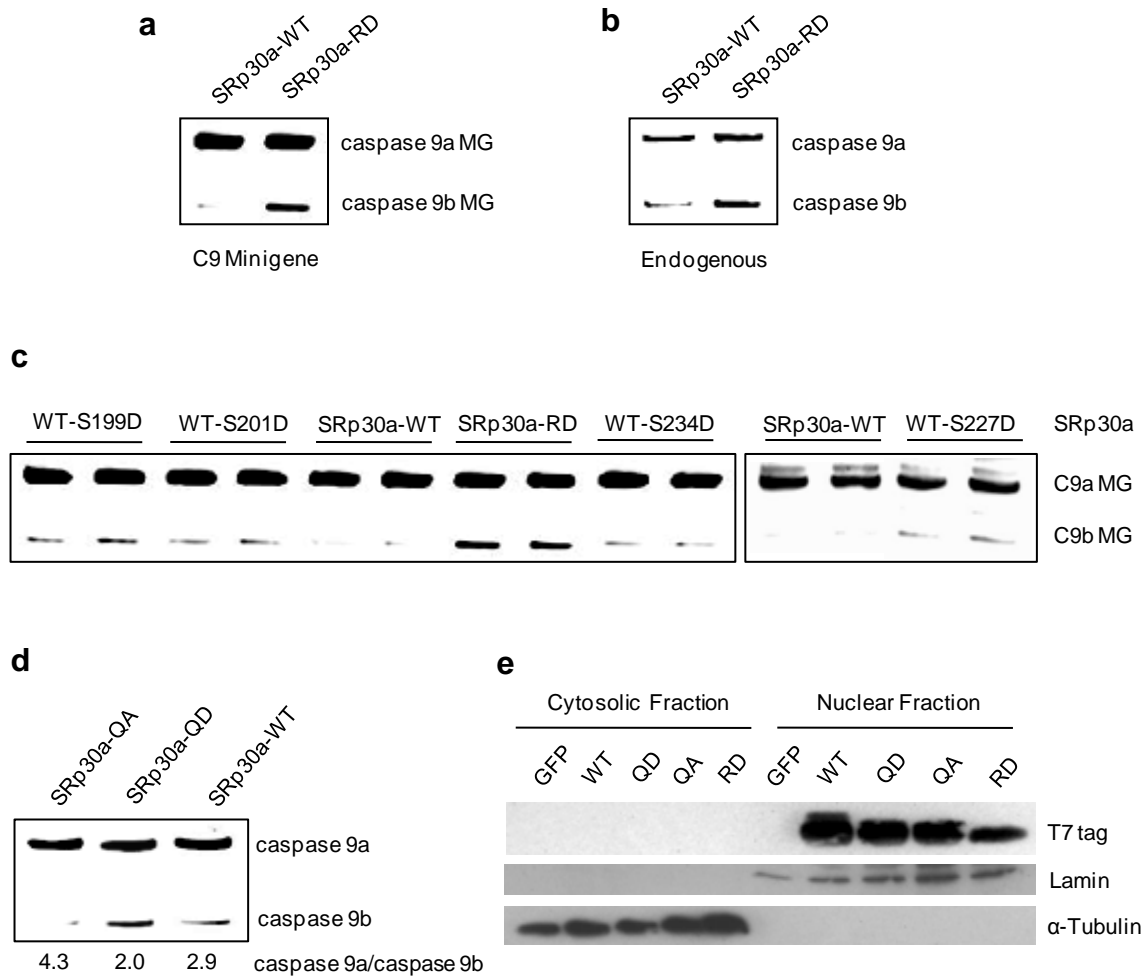 a
SRp30a-WT
SRp30a-RD
caspase 9a MG
caspase 9b MG
C9 Minigene
b
SRp30a-WT
SRp30a-RD
caspase 9a
caspase 9b
Endogenous
c
WT-S199D WT-S201D SRp30a-WT SRp30a-RD WT-S234D SRp30a-WT WT-S227D SRp30a
C9a MG
C9b MG
d
SRp30a-QA
SRp30a-QD
SRp30a-WT
caspase 9a
caspase 9b
4.3 2.0 2.9 caspase 9a/caspase 9b
e
Cytosolic Fraction Nuclear Fraction
GFP WT QD QA RD GFP WT QD QA RD
T7 tag
Lamin
α-Tubulin